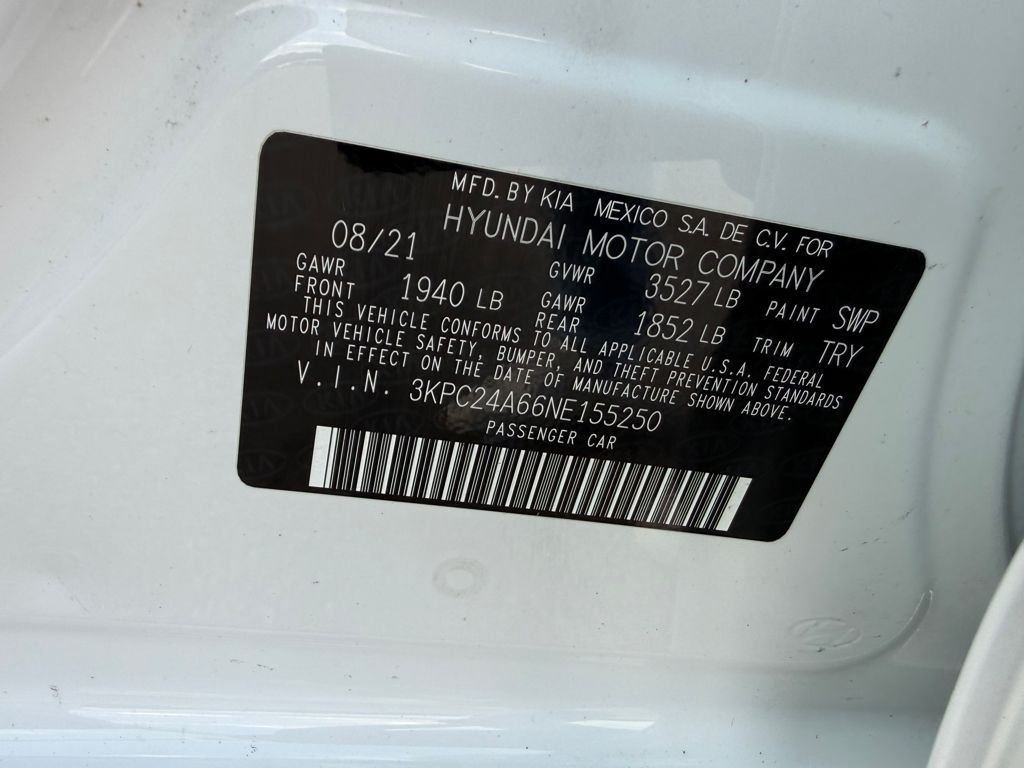 MFD. BY KIA MEXICO S.A. DE C.V. FOR
HYUNDAI MOTOR COMPANY
08/21 GVWR 3527 LB PAINT SWP
GAWR FRONT 1940 LB GAWR REAR 1852 LB TRIM TRY
THIS VEHICLE CONFORMS TO ALL APPLICABLE U.S.A. FEDERAL
MOTOR VEHICLE SAFETY, BUMPER, AND THEFT PREVENTION STANDARDS
IN EFFECT ON THE DATE OF MANUFACTURE SHOWN ABOVE.
V.I.N. 3KPC24A66NE155250
PASSENGER CAR